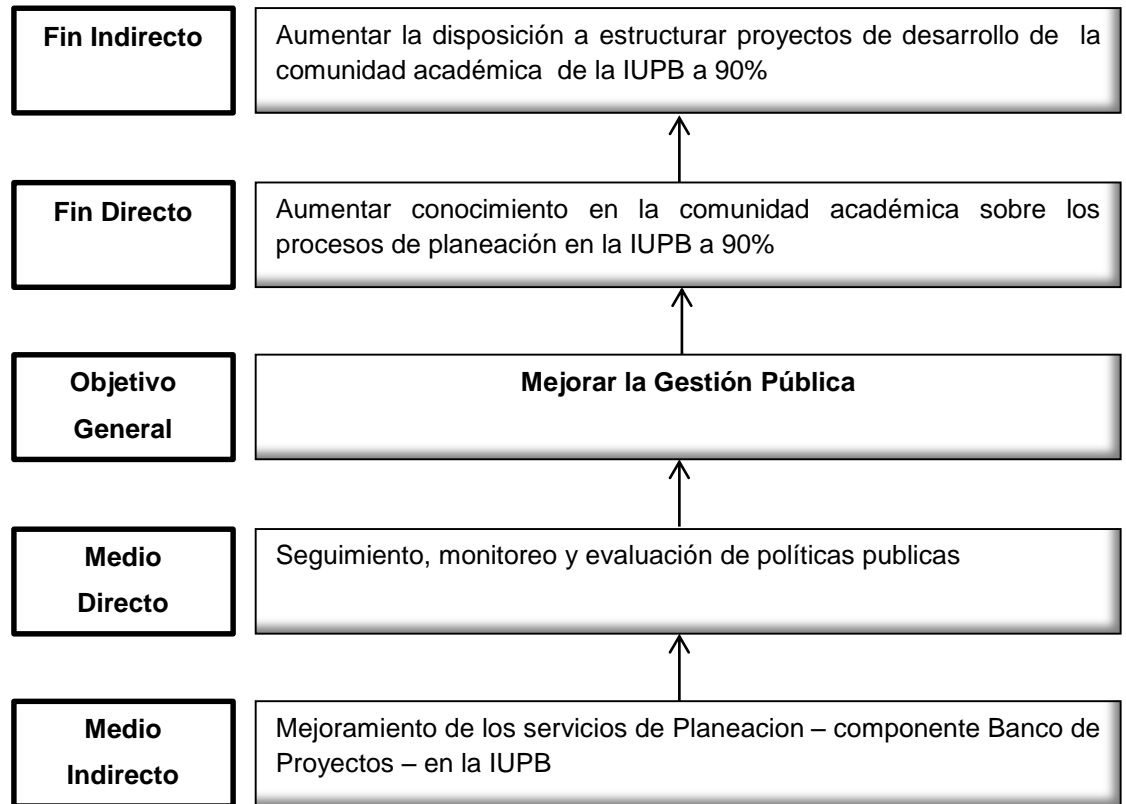 Fin Indirecto
Aumentar la disposición a estructurar proyectos de desarrollo de la
comunidad académica de la IUPB a 90%
Fin Directo
Aumentar conocimiento en la comunidad académica sobre los
procesos de planeación en la IUPB a 90%
Objetivo
General
Mejorar la Gestión Pública
Medio
Directo
Seguimiento, monitoreo y evaluación de políticas publicas
Medio
Indirecto
Mejoramiento de los servicios de Planeacion – componente Banco de
Proyectos – en la IUPB